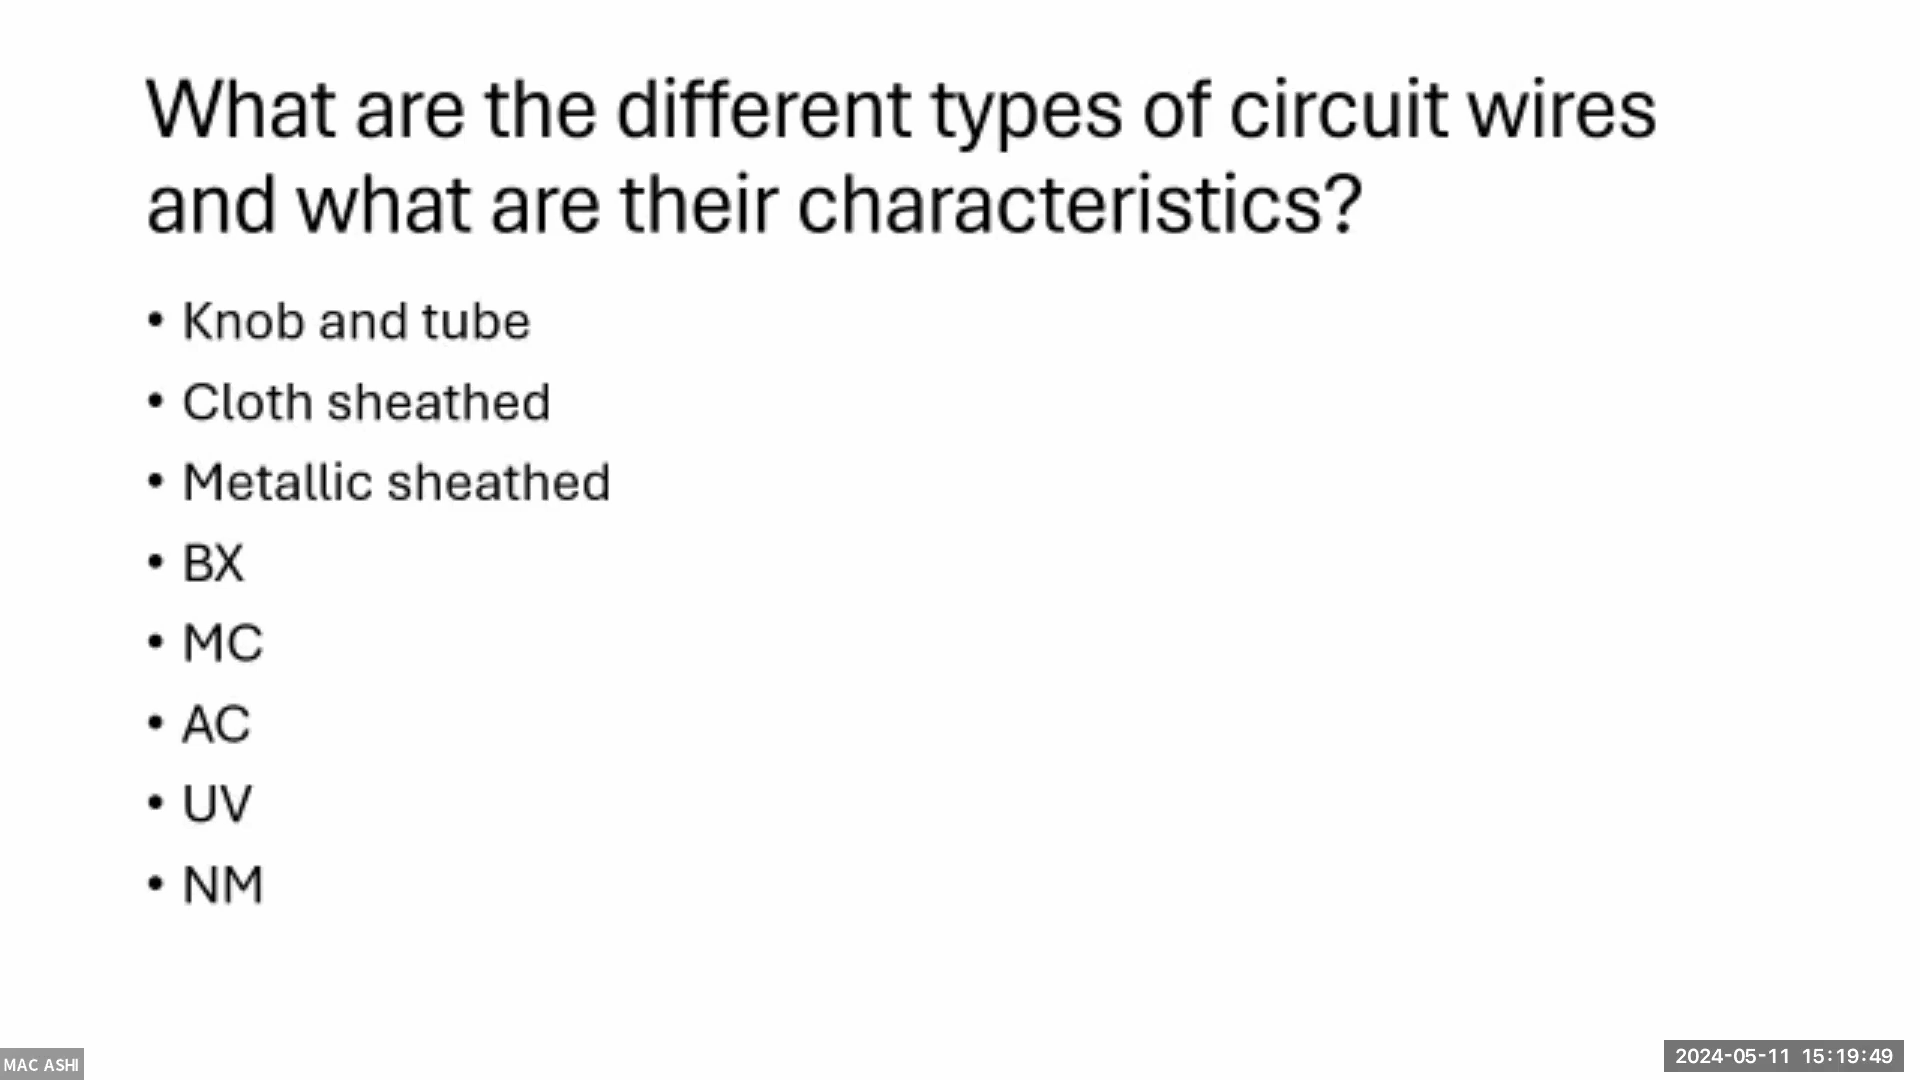 What are the different types of circuit wires
and what are their characteristics?
• Knob and tube
• Cloth sheathed
• Metallic sheathed
• BX
• MC
• AC
• UV
• NM
MAC ASHI
2024-05-11 15:19:49